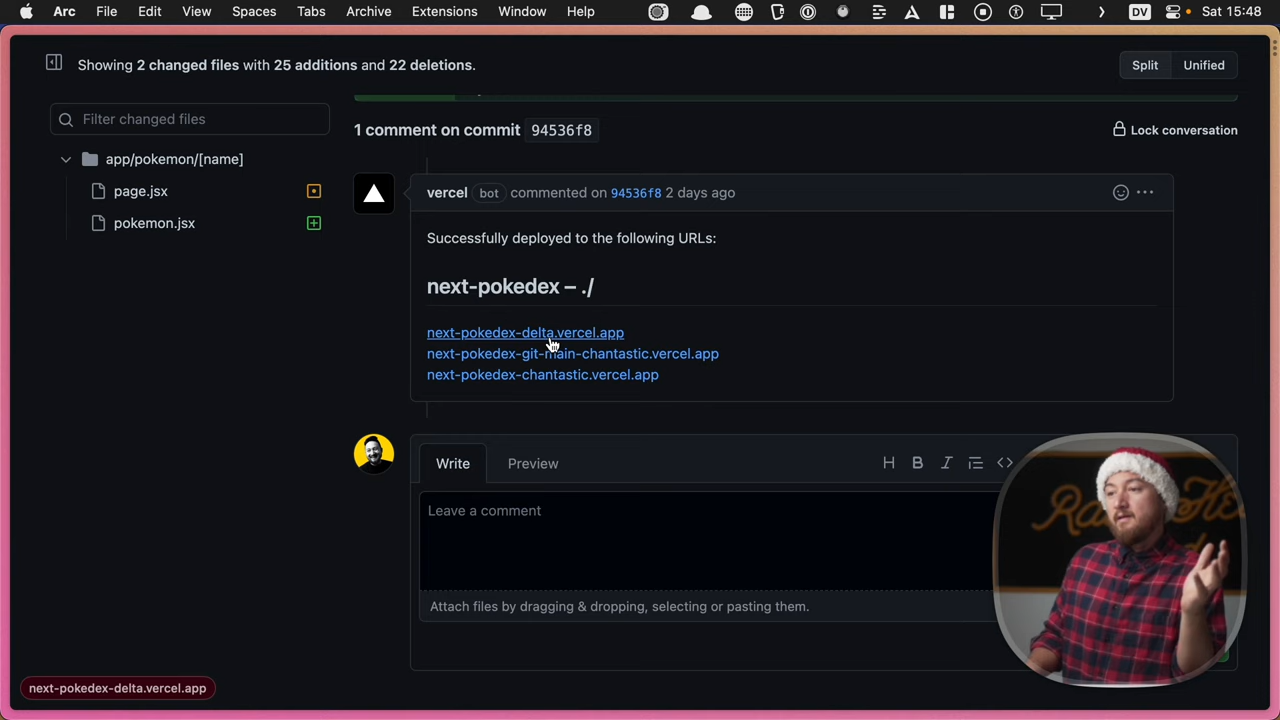 Arc File Edit View Spaces Tabs Archive Extensions Window Help DV Sat 15:48
Showing 2 changed files with 25 additions and 22 deletions.
Split Unified
Filter changed files
app/pokemon/[name]
page.jsx
pokemon.jsx
1 comment on commit 94536f8
Lock conversation
vercel bot commented on 94536f8 2 days ago
Successfully deployed to the following URLs:
next-pokedex – ./
next-pokedex-delta.vercel.app
next-pokedex-git-main-chantastic.vercel.app
next-pokedex-chantastic.vercel.app
Write Preview
Leave a comment
Attach files by dragging & dropping, selecting or pasting them.
next-pokedex-delta.vercel.app